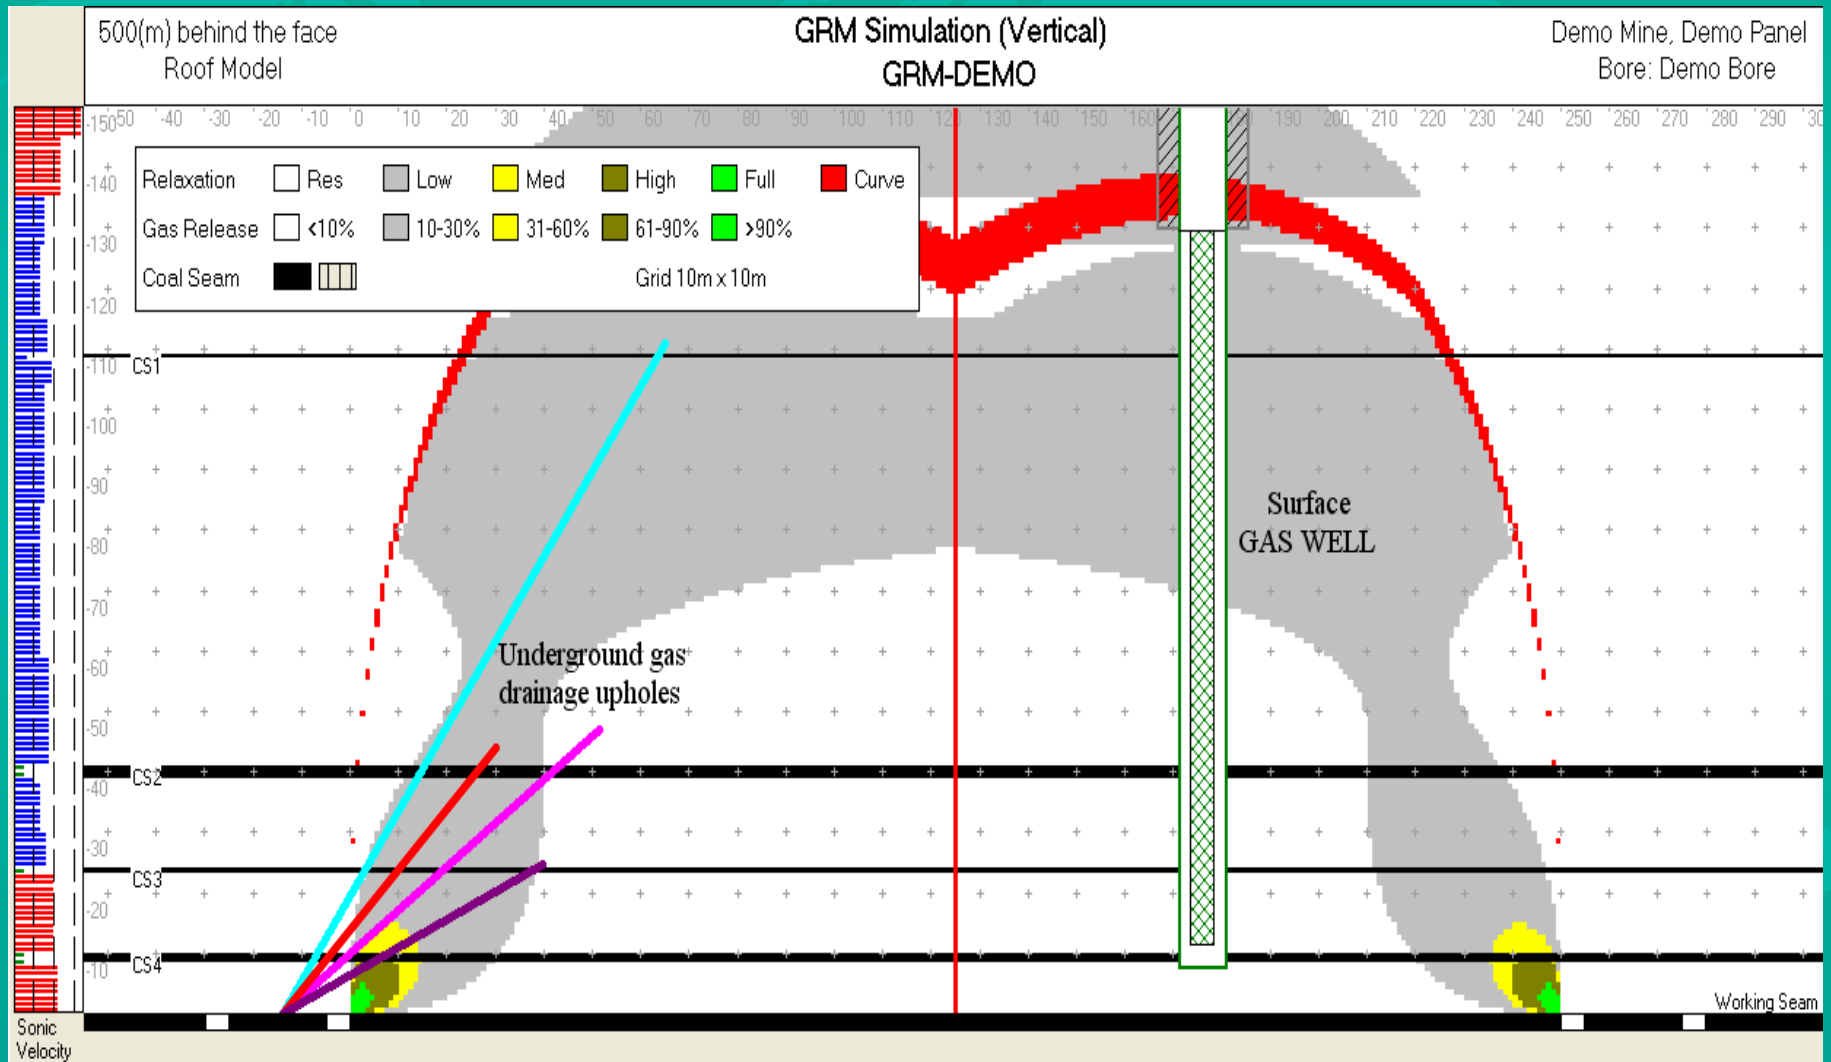 500(m) behind the face
Roof Model
GRM Simulation (Vertical)
GRM-DEMO
Demo Mine, Demo Panel
Bore: Demo Bore
-50 -40 -30 -20 -10 0 10 20 30 40 50 60 70 80 90 100 110 120 130 140 150 160 180 190 200 210 220 230 240 250 260 270 280 290
-150
-140
-130
-120
-110
-100
-90
-80
-70
-60
-50
-40
-30
-20
-10
Relaxation Res Low Med High Full Curve
Gas Release <10% 10-30% 31-60% 61-90% >90%
Coal Seam Grid 10m x 10m
CS1
Surface
GAS WELL
Underground gas
drainage upholes
CS2
CS3
CS4
Working Seam
Sonic
Velocity